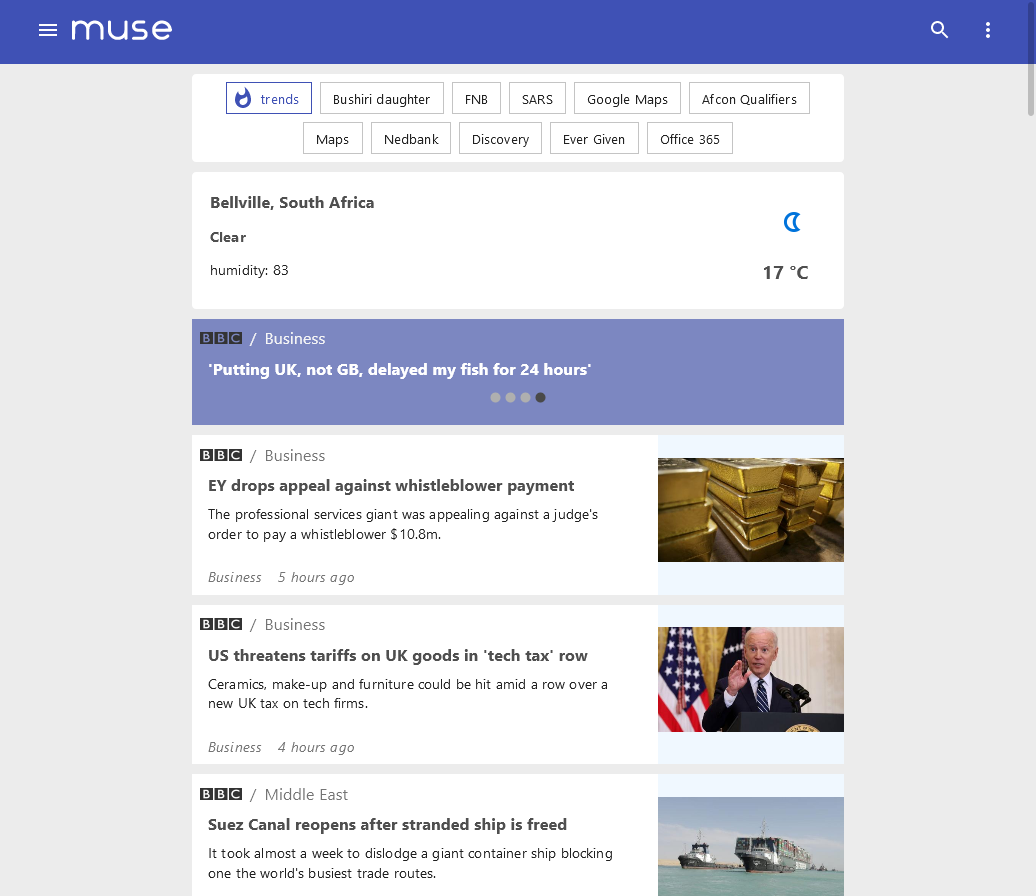 muse
trends
Bushiri daughter
FNB
SARS
Google Maps
Afcon Qualifiers
Maps
Nedbank
Discovery
Ever Given
Office 365
Bellville, South Africa
Clear
humidity: 83
17 °C
BBC / Business
'Putting UK, not GB, delayed my fish for 24 hours'
BBC / Business
EY drops appeal against whistleblower payment
The professional services giant was appealing against a judge's
order to pay a whistleblower $10.8m.
Business 5 hours ago
BBC / Business
US threatens tariffs on UK goods in 'tech tax' row
Ceramics, make-up and furniture could be hit amid a row over a
new UK tax on tech firms.
Business 4 hours ago
BBC / Middle East
Suez Canal reopens after stranded ship is freed
It took almost a week to dislodge a giant container ship blocking
one the world's busiest trade routes.